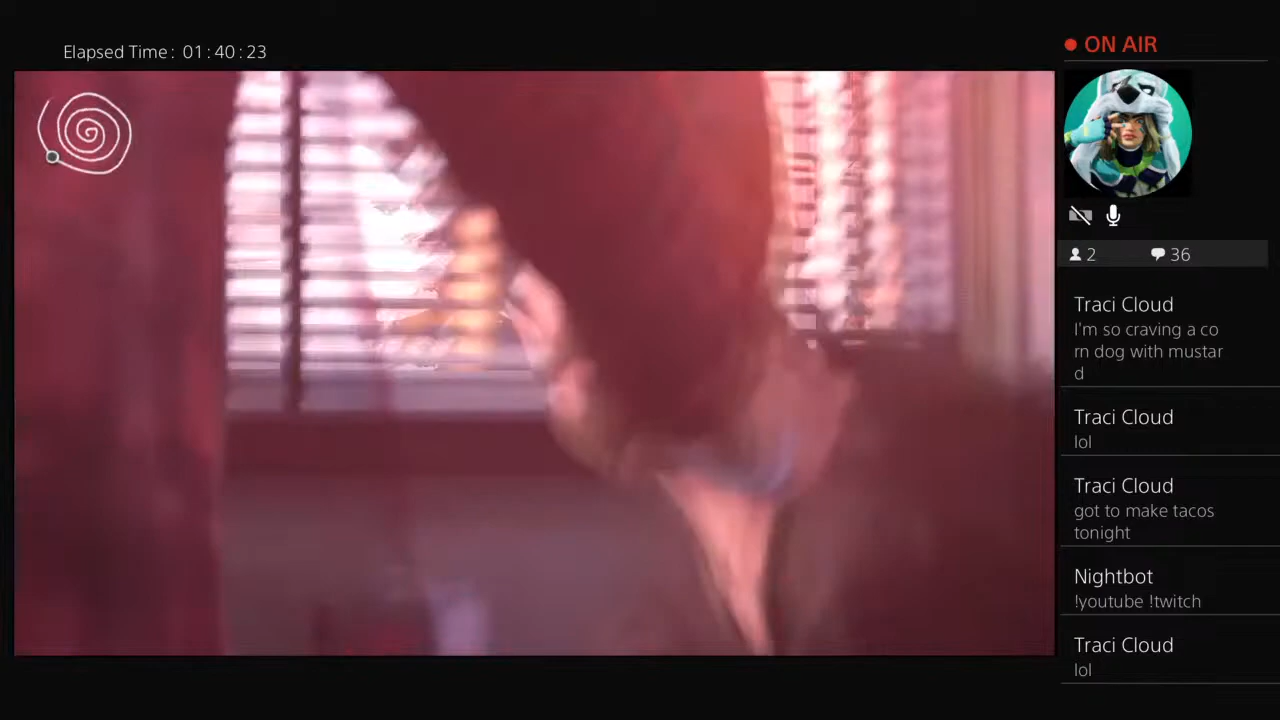 Elapsed Time: 01:40:23
ON AIR
2 36
Traci Cloud
I'm so craving a co
rn dog with mustar
d
Traci Cloud
lol
Traci Cloud
got to make tacos
tonight
Nightbot
!youtube !twitch
Traci Cloud
lol